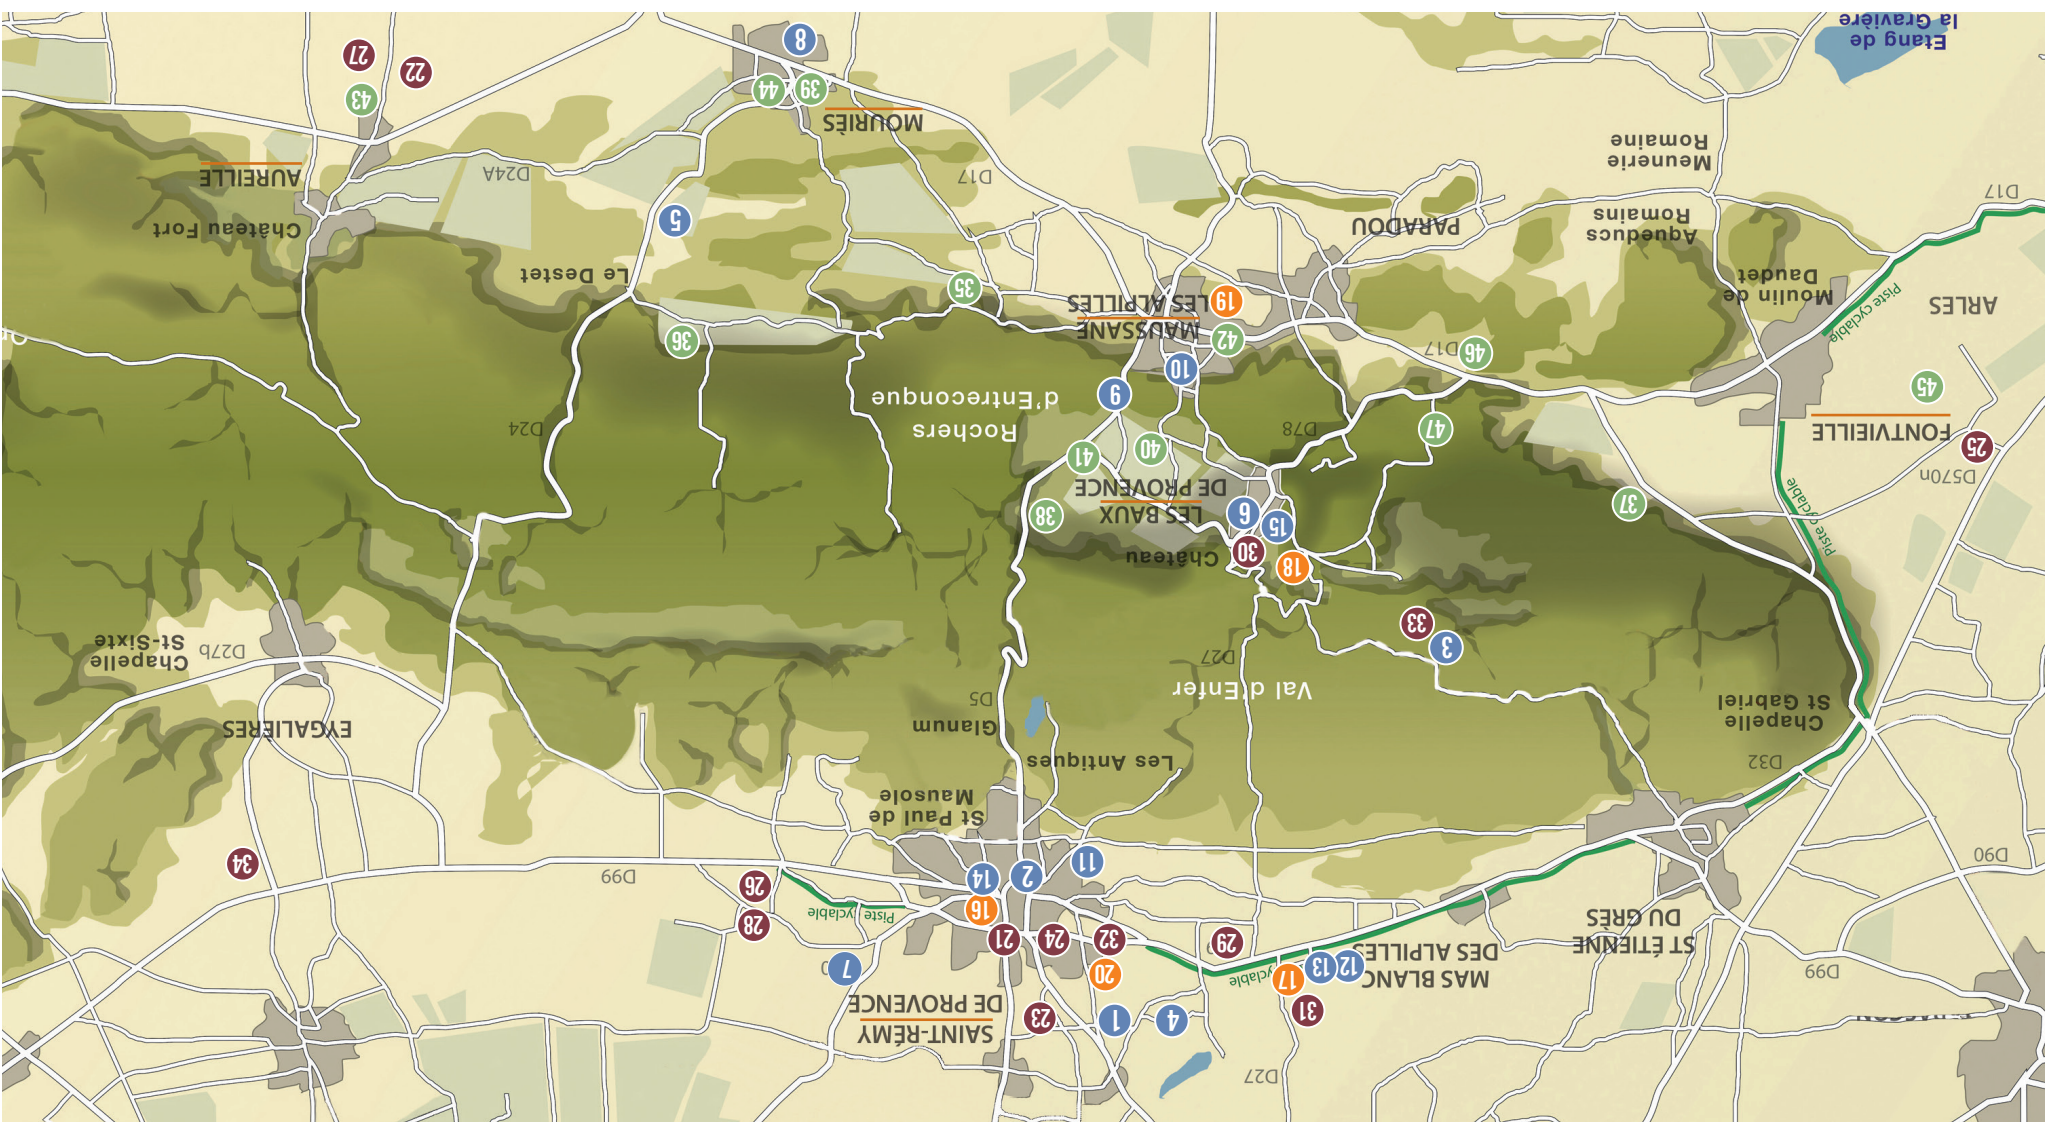 D27
SAINT-RÉMY
DE PROVENCE
MAS BLANC
DES ALPILLES
ST ÉTIENNE
DU GRÈS
D99
D90
31
4
1
23
17
13
12
20
7
Piste cyclable
29
32
24
21
28
16
26
Piste cyclable
D99
11
2
14
34
St Paul de
Mausole
D32
Les Antiques
Glanum
EYGALIERES
Chapelle
St Gabriel
D5
Val d'Enfer
D27
3
33
Chapelle
St-Sixte
D27b
18
30
Château
15
6
LES BAUX
DE PROVENCE
38
37
Piste cyclable
D570n
25
FONTVIEILLE
45
41
40
47
D78
Rochers
d'Entreconque
D24
9
10
46
D17
42
MAUSSANE
LES ALPILLES
19
36
35
ARLES
Piste cyclable
Moulin de
Daudet
Le Destet
Aqueducs
Romains
PARADOU
5
Château Fort
AUREILLE
D17
D17
D24A
Meunerie
Romaine
MOURIÈS
39
44
43
22
27
8
Etang de
la Gravière